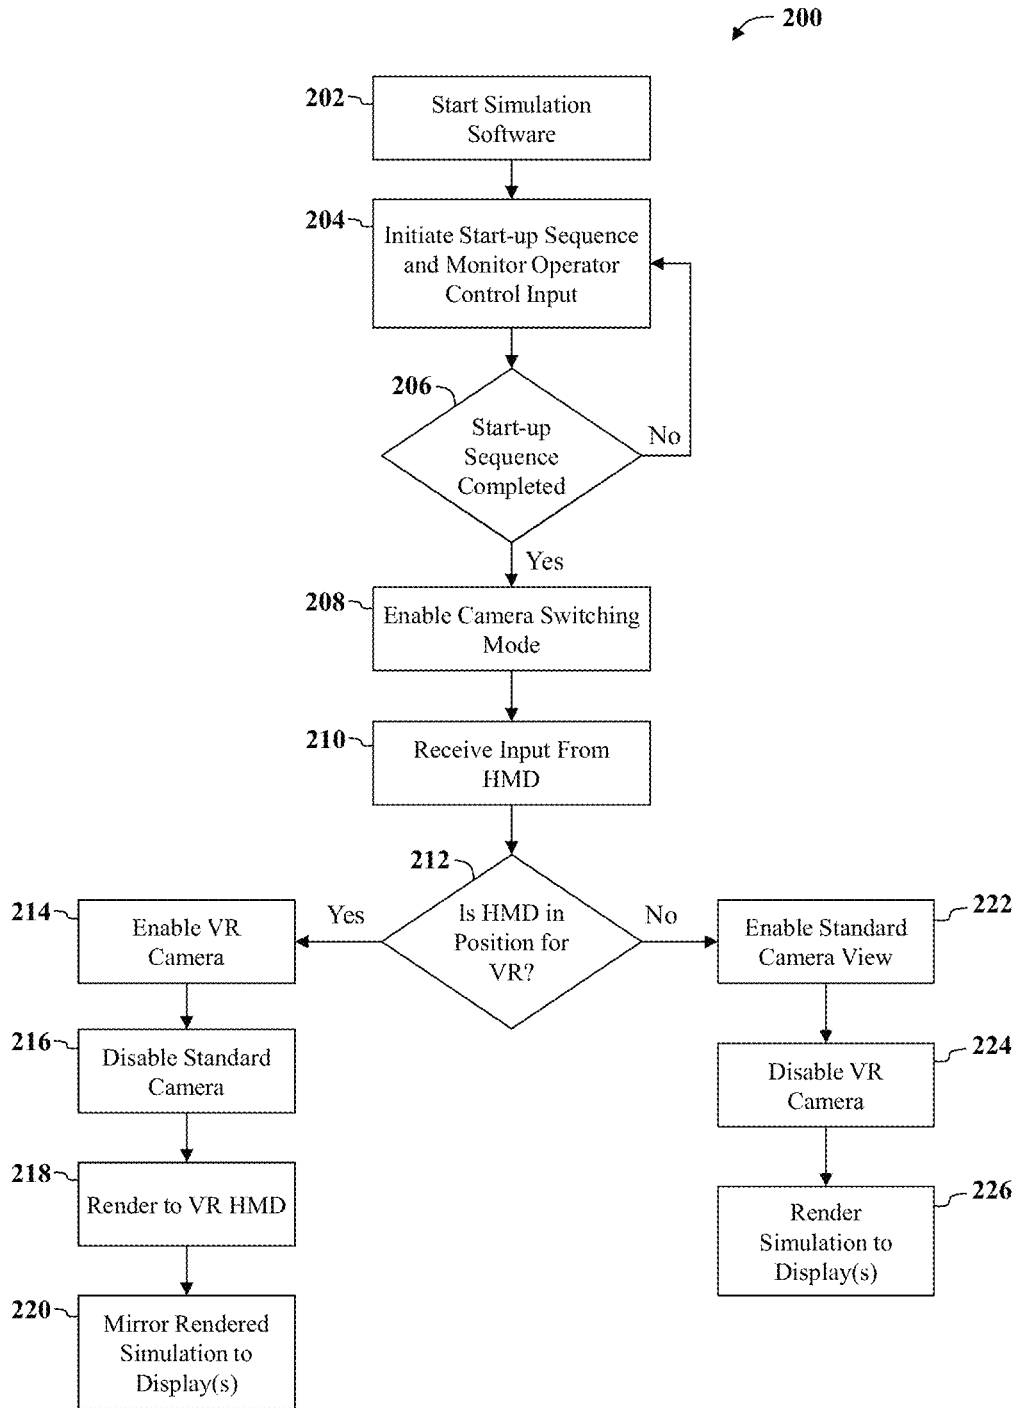 200
202
Start Simulation
Software
204
Initiate Start-up Sequence
and Monitor Operator
Control Input
206
Start-up
Sequence
Completed
No
Yes
208
Enable Camera Switching
Mode
210
Receive Input From
HMD
212
Is HMD in
Position for
VR?
Yes
No
214
Enable VR
Camera
216
Disable Standard
Camera
218
Render to VR HMD
220
Mirror Rendered
Simulation to
Display(s)
222
Enable Standard
Camera View
224
Disable VR
Camera
226
Render
Simulation to
Display(s)